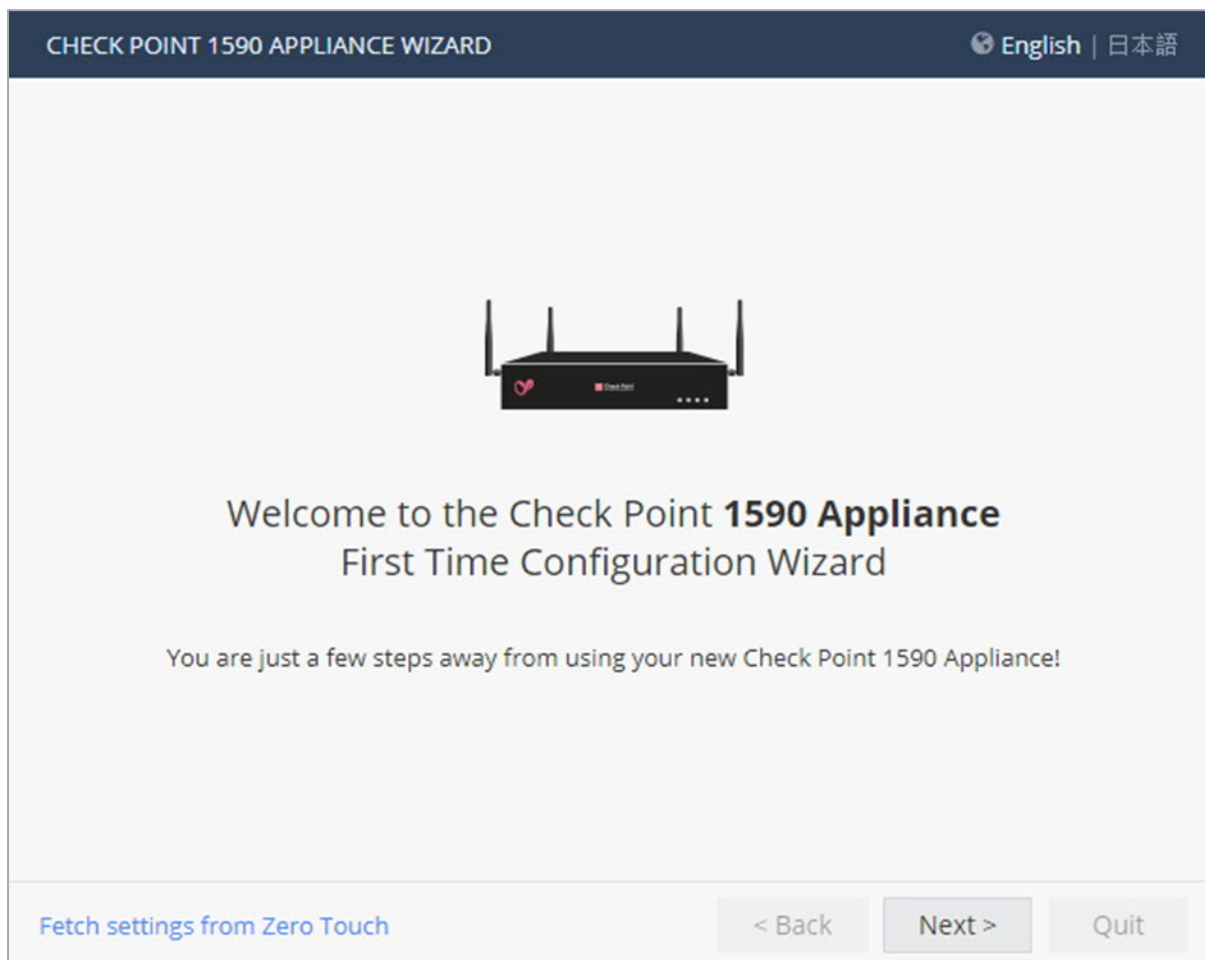 CHECK POINT 1590 APPLIANCE WIZARD
English | 日本語
Check Point
Welcome to the Check Point 1590 Appliance
First Time Configuration Wizard
You are just a few steps away from using your new Check Point 1590 Appliance!
Fetch settings from Zero Touch
< Back
Next >
Quit